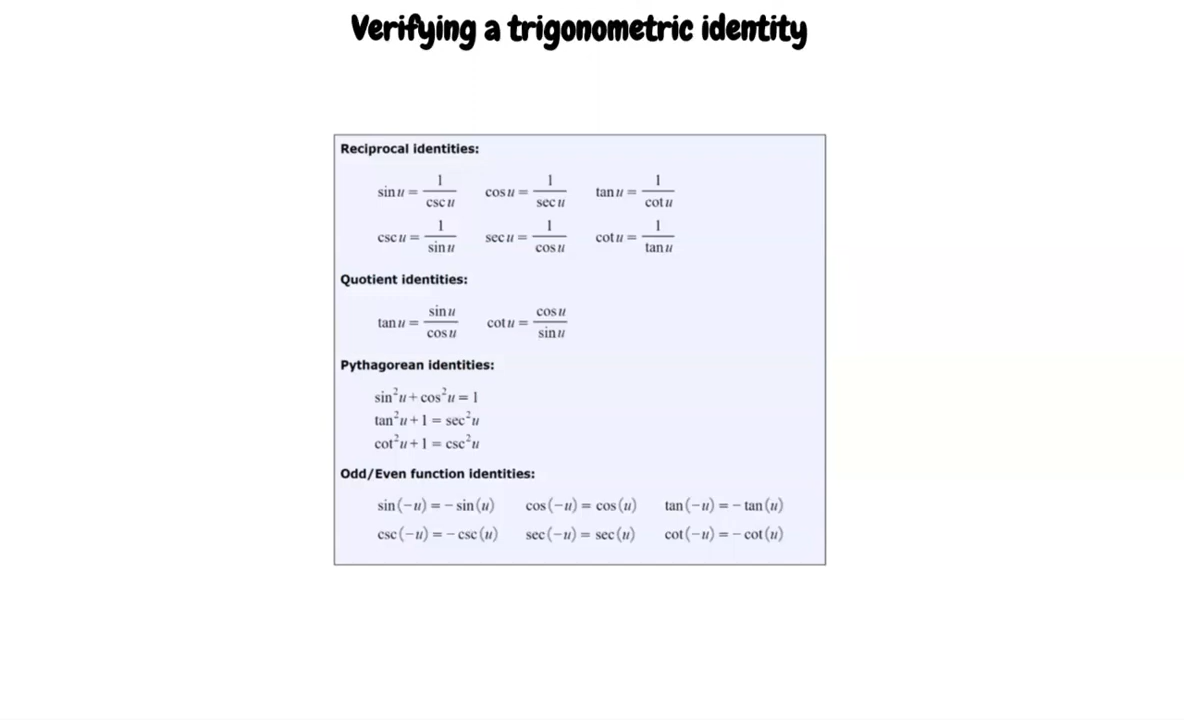 Verifying a trigonometric identity
Reciprocal identities:
sin u = 1/csc u cos u = 1/sec u tan u = 1/cot u
csc u = 1/sin u sec u = 1/cos u cot u = 1/tan u
Quotient identities:
tan u = sin u/cos u cot u = cos u/sin u
Pythagorean identities:
sin²u + cos²u = 1
tan²u + 1 = sec²u
cot²u + 1 = csc²u
Odd/Even function identities:
sin(−u) = − sin(u) cos(−u) = cos(u) tan(−u) = − tan(u)
csc(−u) = − csc(u) sec(−u) = sec(u) cot(−u) = − cot(u)